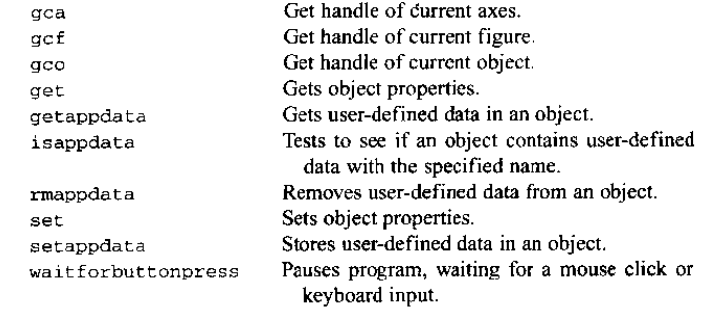 gca Get handle of current axes.
gcf Get handle of current figure.
gco Get handle of current object.
get Gets object properties.
getappdata Gets user-defined data in an object.
isappdata Tests to see if an object contains user-defined
data with the specified name.
rmappdata Removes user-defined data from an object.
set Sets object properties.
setappdata Stores user-defined data in an object.
waitforbuttonpress Pauses program, waiting for a mouse click or
keyboard input.